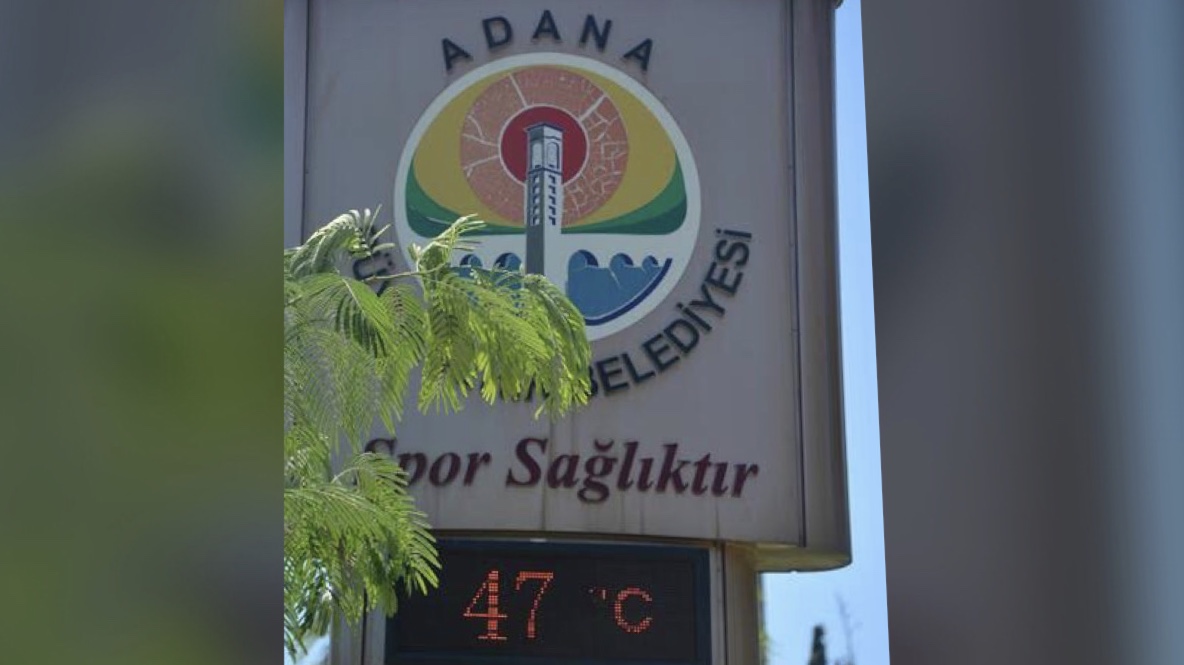 ADANA
BELEDİYESİ
Spor Sağlıktır
47 °C